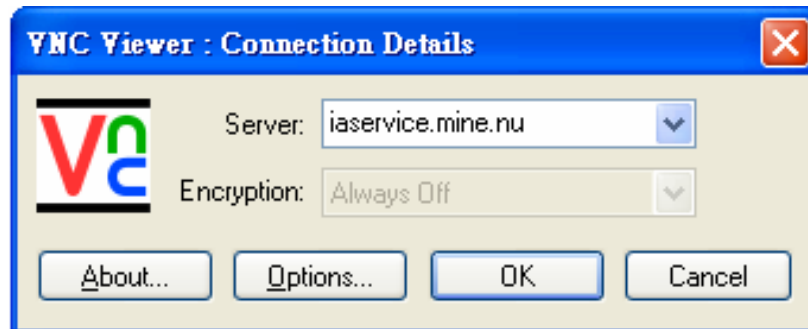 VNC Viewer : Connection Details
VNC
Server: iaservice.mine.nu
Encryption: Always Off
About... Options... OK Cancel